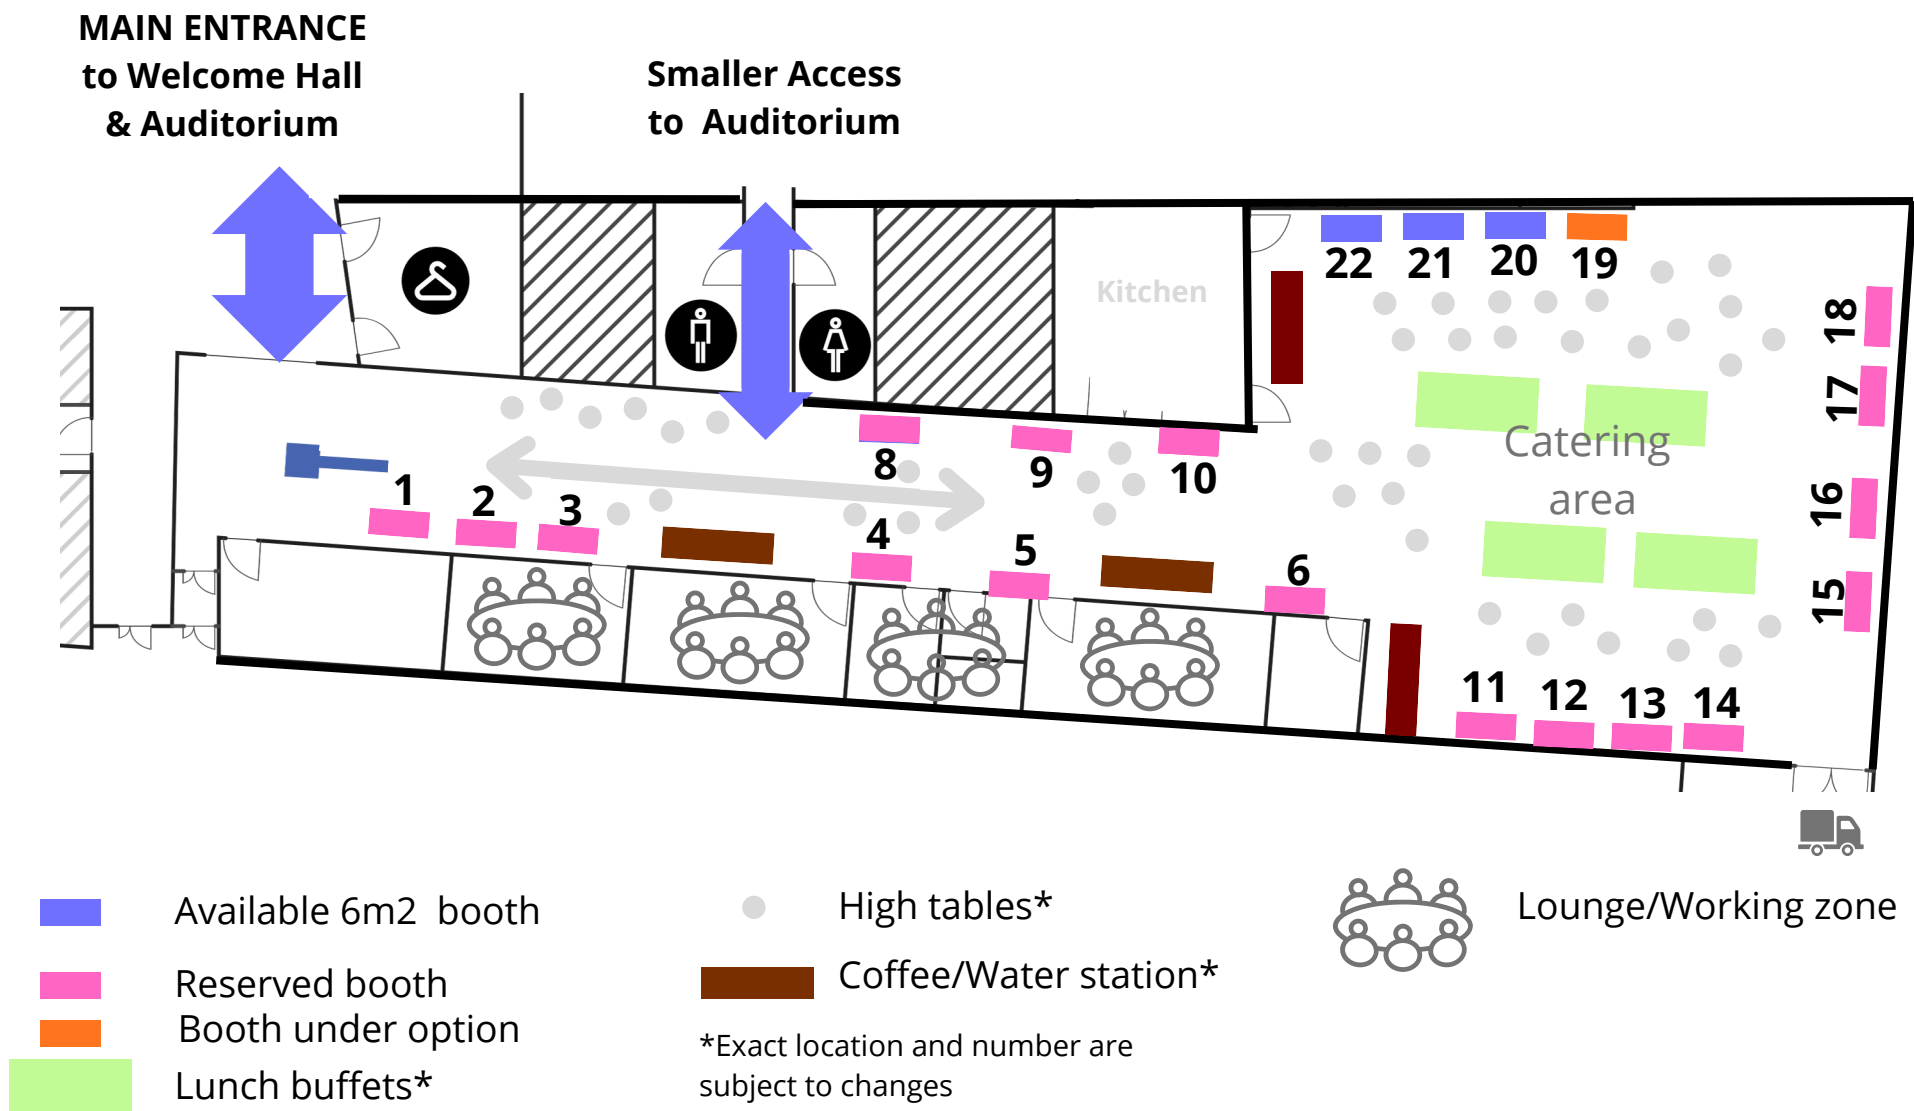 MAIN ENTRANCE
to Welcome Hall
& Auditorium
Smaller Access
to  Auditorium
Kitchen
22
21
20
19
18
17
16
15
Catering
area
8
9
10
1
2
3
4
5
6
11
12
13
14
Available 6m2  booth
Reserved booth
Booth under option
Lunch buffets*
High tables*
Coffee/Water station*
*Exact location and number are
subject to changes
Lounge/Working zone